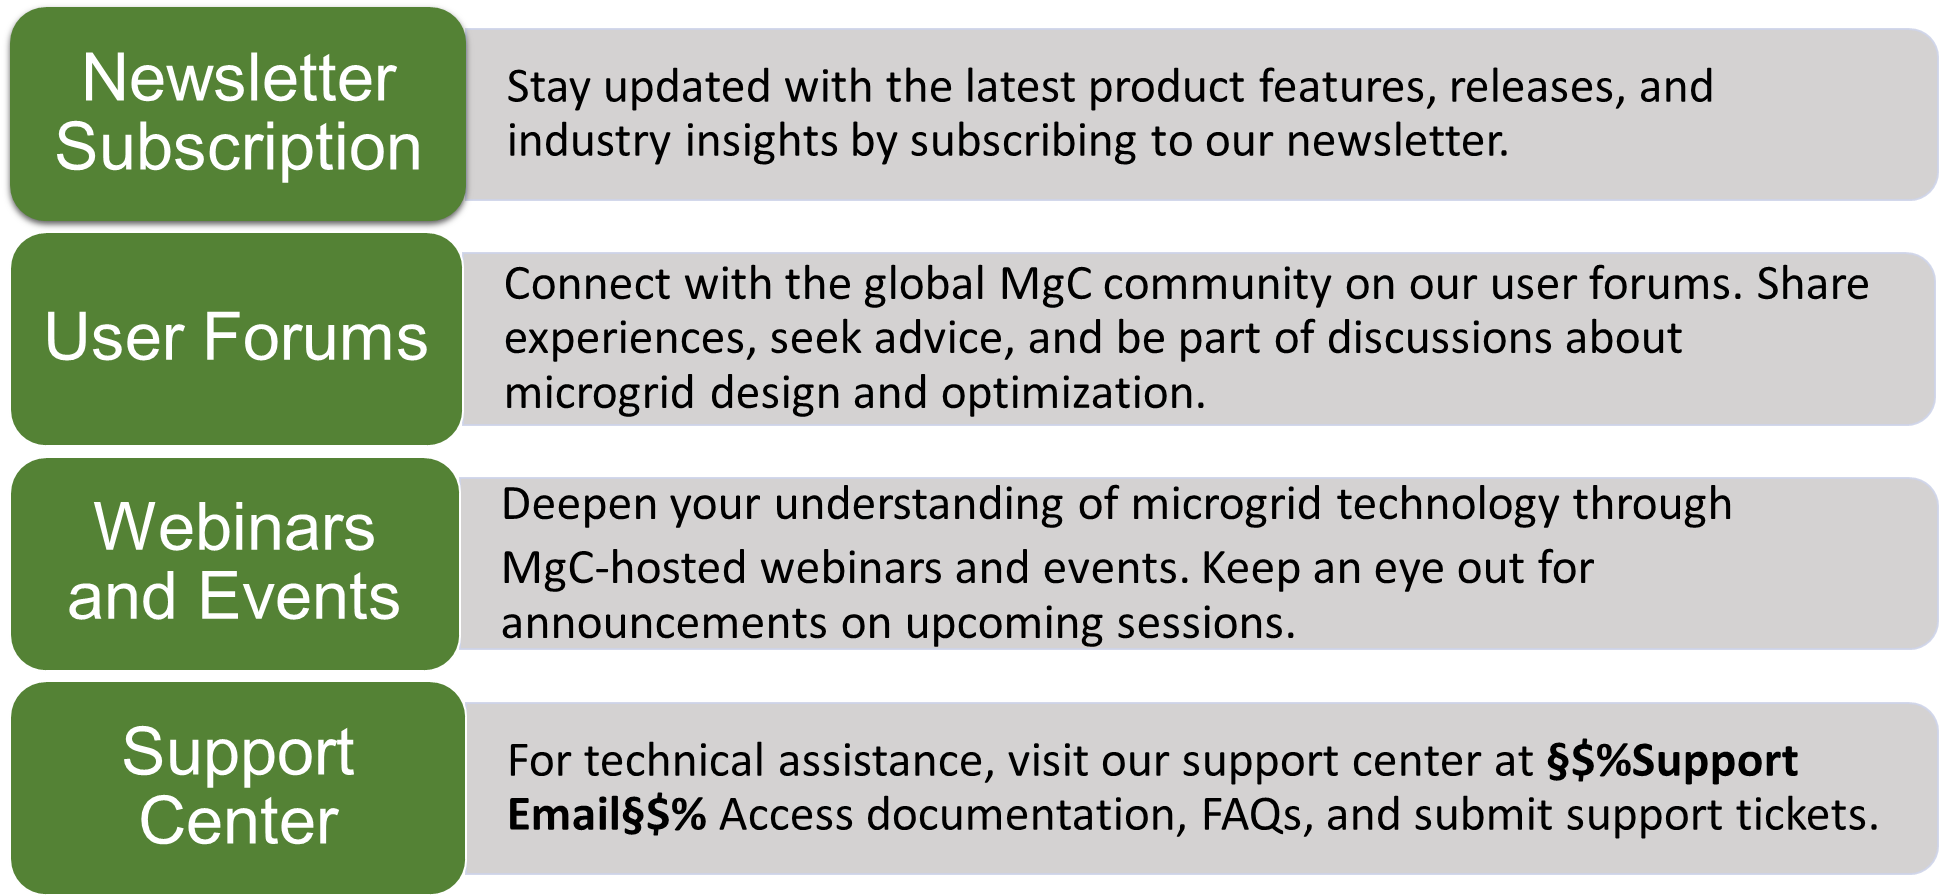 Newsletter
Subscription
Stay updated with the latest product features, releases, and
industry insights by subscribing to our newsletter.
User Forums
Connect with the global MgC community on our user forums. Share
experiences, seek advice, and be part of discussions about
microgrid design and optimization.
Webinars
and Events
Deepen your understanding of microgrid technology through
MgC-hosted webinars and events. Keep an eye out for
announcements on upcoming sessions.
Support
Center
For technical assistance, visit our support center at §$%Support
Email§$% Access documentation, FAQs, and submit support tickets.